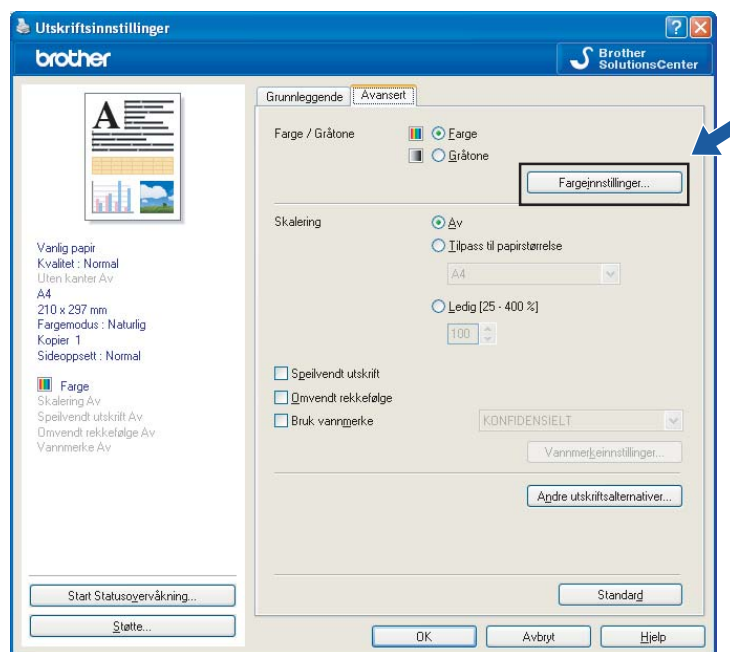 Utskriftsinnstillinger
brother
Brother
SolutionsCenter
A
Vanlig papir
Kvalitet : Normal
Uten kanter Av
A4
210 x 297 mm
Fargemodus : Naturlig
Kopier 1
Sideoppsett : Normal
Farge
Skalering Av
Speilvendt utskrift Av
Omvendt rekkefølge Av
Vannmerke Av
Start Statusovervåkning...
Støtte...
Grunnleggende Avansert
Farge / Gråtone Farge
Gråtone
Fargeinnstillinger...
Skalering Av
Tilpass til papirstørrelse
A4
Ledig [25 - 400 %]
100
Speilvendt utskrift
Omvendt rekkefølge
Bruk vannmerke KONFIDENSIELT
Vannmerkeinnstillinger...
Andre utskriftsalternativer...
Standard
OK Avbryt Hjelp